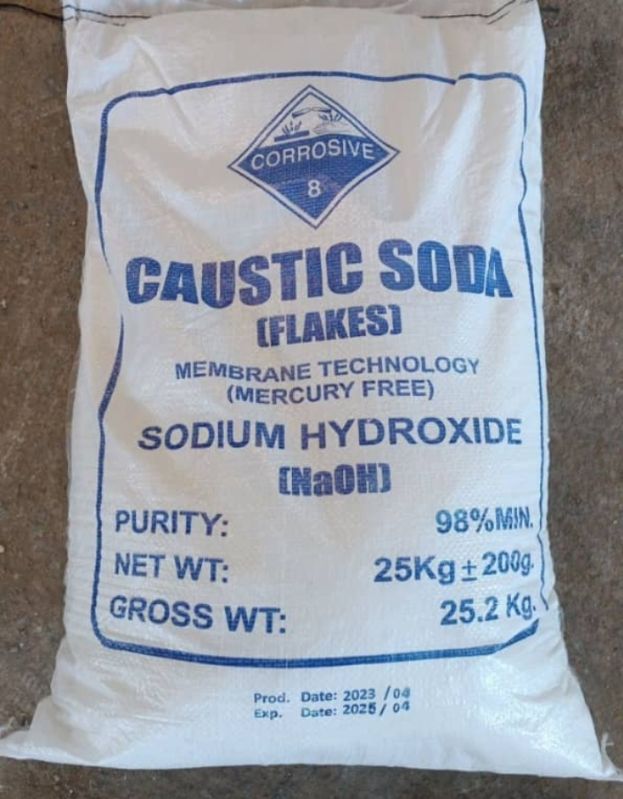 CORROSIVE
8
CAUSTIC SODA
(FLAKES)
MEMBRANE TECHNOLOGY
(MERCURY FREE)
SODIUM HYDROXIDE
(NaOH)
PURITY: 98%MIN.
NET WT: 25Kg±200g.
GROSS WT: 25.2 Kg.
Prod. Date: 2023 /04
Exp. Date: 2025/ 04